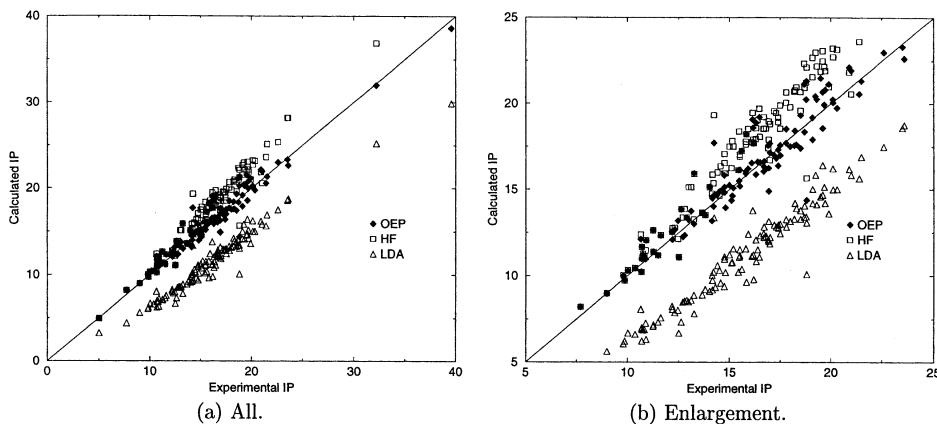 40
30
20
10
0
0
10
20
30
40
Calculated IP
Experimental IP
OEP
HF
LDA
(a) All.
25
20
15
10
5
5
10
15
20
25
Calculated IP
Experimental IP
OEP
HF
LDA
(b) Enlargement.